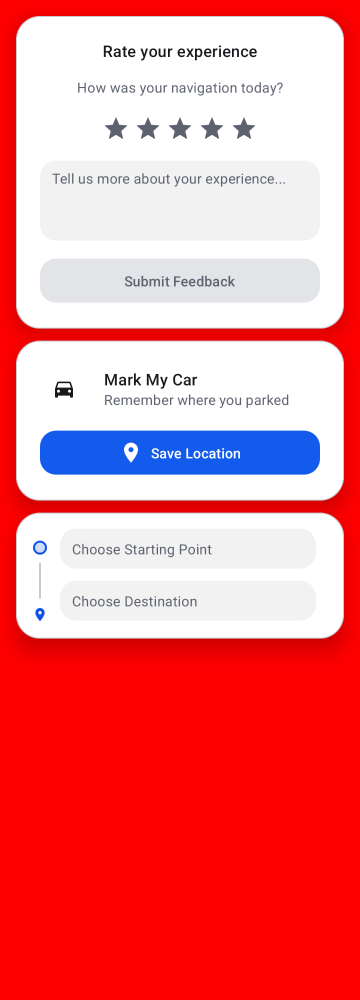 Rate your experience
How was your navigation today?
Tell us more about your experience...
Submit Feedback
Mark My Car
Remember where you parked
Save Location
Choose Starting Point
Choose Destination